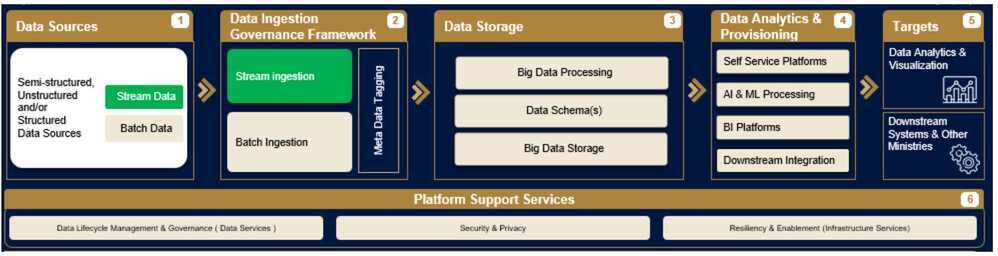 Data Sources
1
Semi-structured,
Unstructured
and/or
Structured
Data Sources
Stream Data
Batch Data
Data Ingestion
Governance Framework
2
Stream ingestion
Batch Ingestion
Meta Data Tagging
Data Storage
3
Big Data Processing
Data Schema(s)
Big Data Storage
Data Analytics &
Provisioning
4
Self Service Platforms
AI & ML Processing
BI Platforms
Downstream Integration
Targets
5
Data Analytics &
Visualization
Downstream
Systems & Other
Ministries
Platform Support Services
6
Data Lifecycle Management & Governance ( Data Services )
Security & Privacy
Resiliency & Enablement (Infrastructure Services)